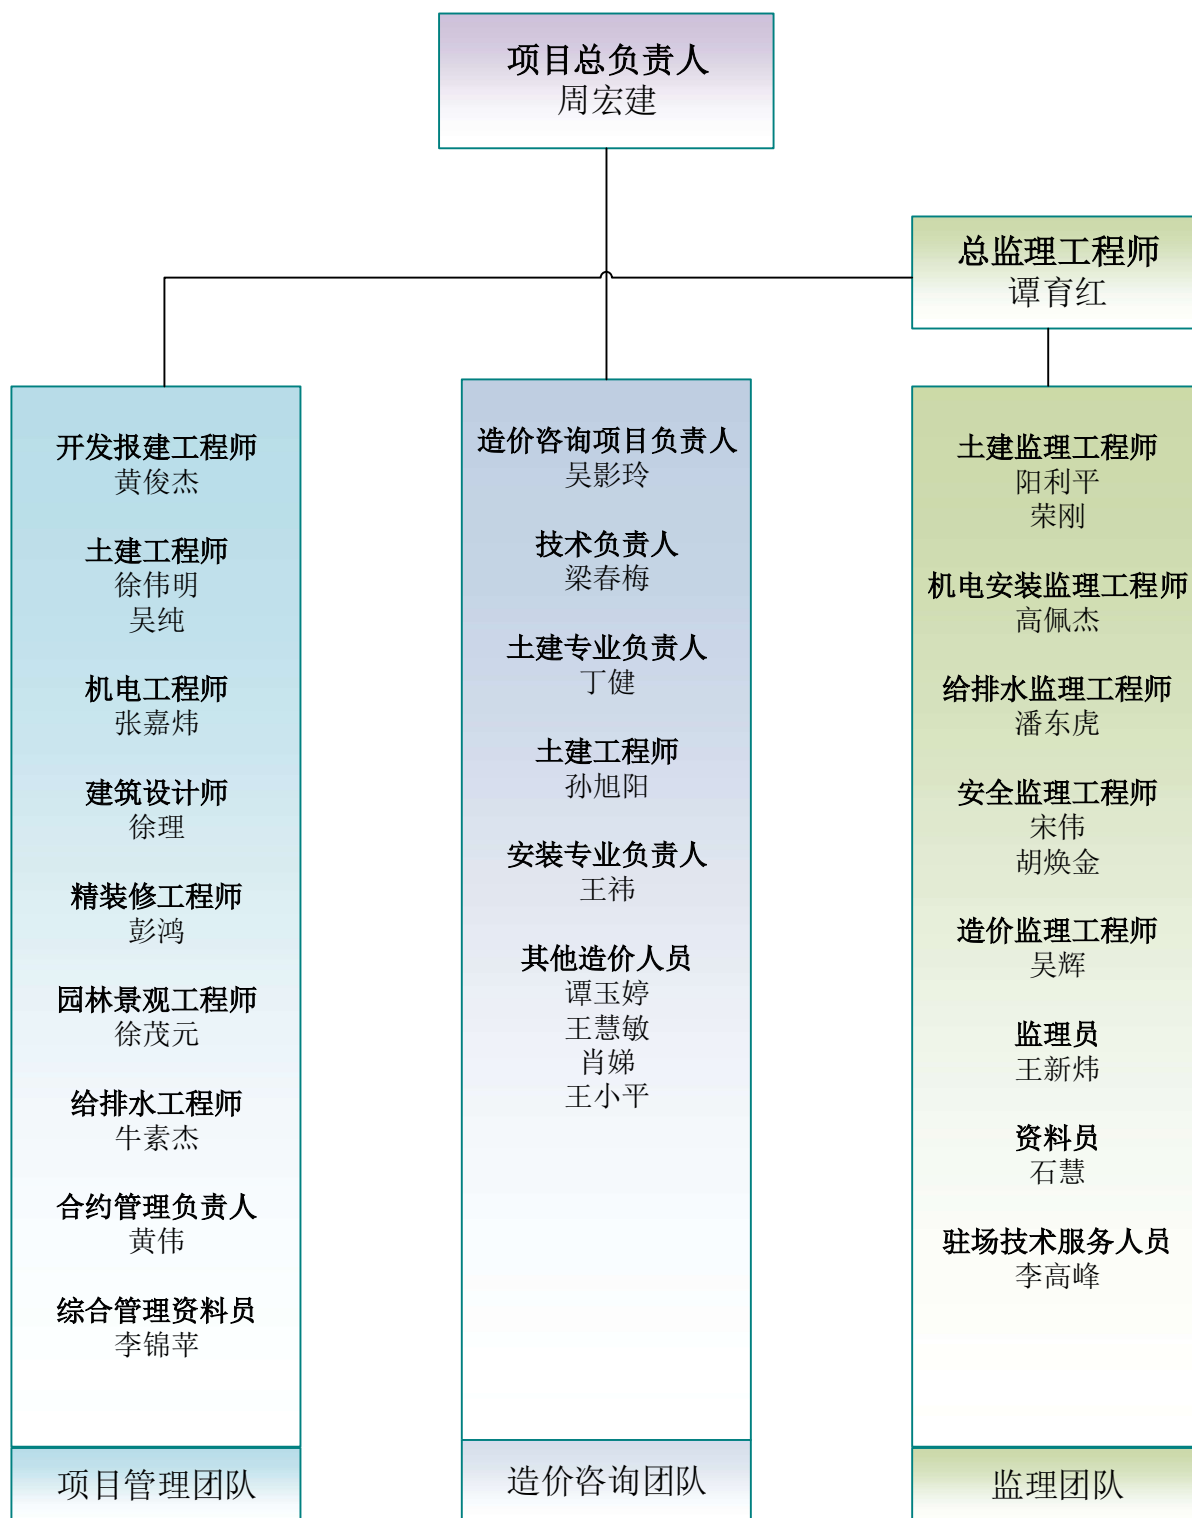 项目总负责人
周宏建
总监理工程师
谭育红
开发报建工程师
黄俊杰
土建工程师
徐伟明
吴纯
机电工程师
张嘉炜
建筑设计师
徐理
精装修工程师
彭鸿
园林景观工程师
徐茂元
给排水工程师
牛素杰
合约管理负责人
黄伟
综合管理资料员
李锦苹
项目管理团队
造价咨询项目负责人
吴影玲
技术负责人
梁春梅
土建专业负责人
丁健
土建工程师
孙旭阳
安装专业负责人
王祎
其他造价人员
谭玉婷
王慧敏
肖娣
王小平
造价咨询团队
土建监理工程师
阳利平
荣刚
机电安装监理工程师
高佩杰
给排水监理工程师
潘东虎
安全监理工程师
宋伟
胡焕金
造价监理工程师
吴辉
监理员
王新炜
资料员
石慧
驻场技术服务人员
李高峰
监理团队